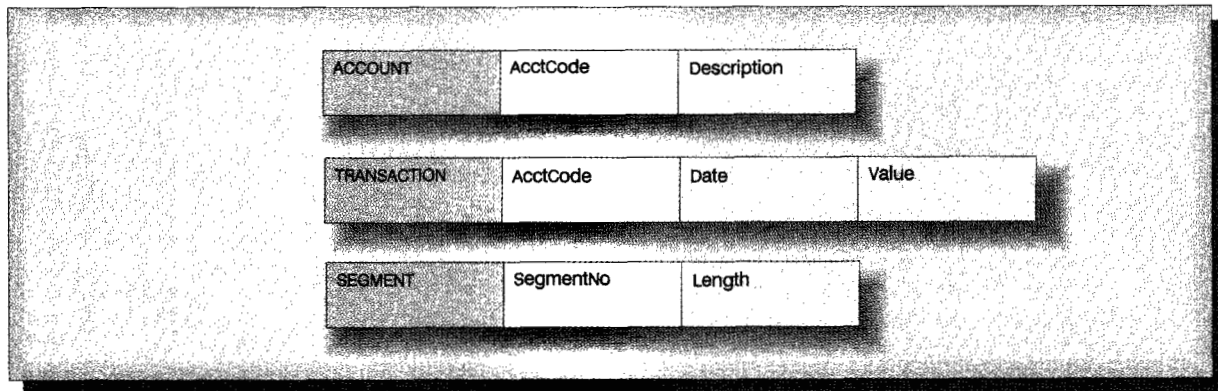 ACCOUNT AcctCode Description
TRANSACTION AcctCode Date Value
SEGMENT SegmentNo Length